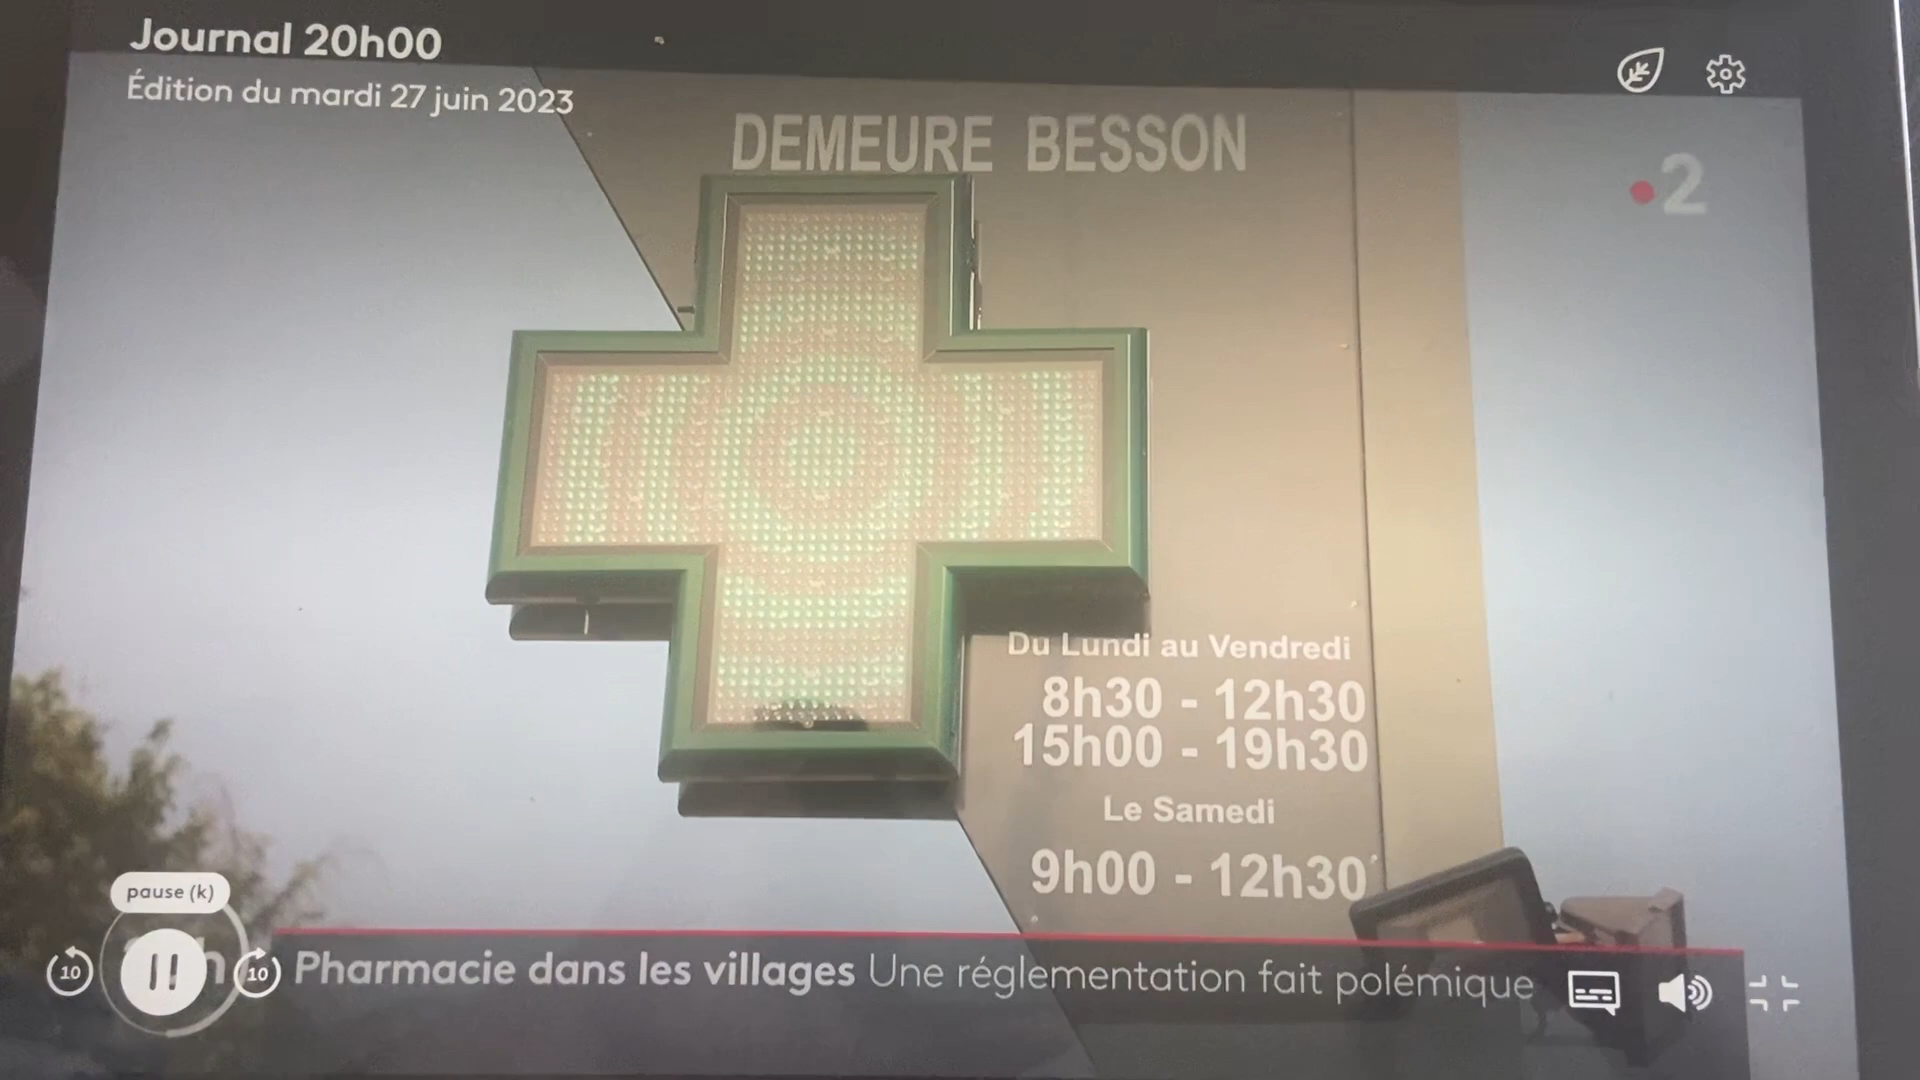 Journal 20h00
Édition du mardi 27 juin 2023
DEMEURE BESSON
2
Du Lundi au Vendredi
8h30 - 12h30
15h00 - 19h30
Le Samedi
9h00 - 12h30
pause (k)
10
10
Pharmacie dans les villages Une réglementation fait polémique